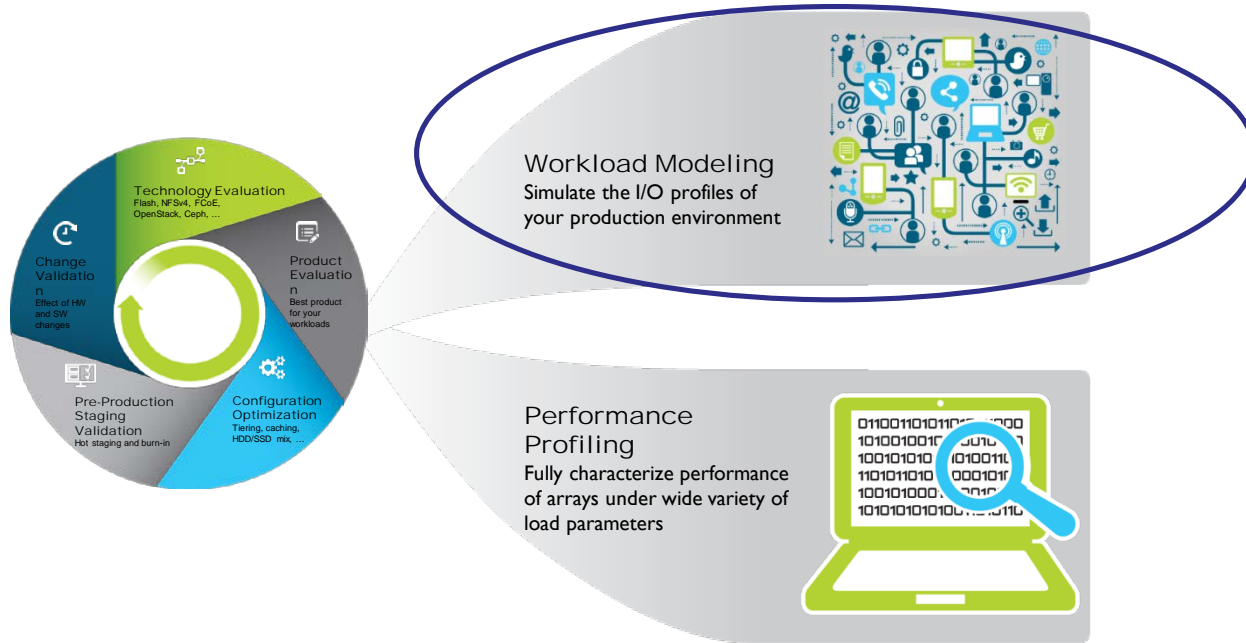 Technology Evaluation
Flash, NFSv4, FCoE,
OpenStack, Ceph, …
Product
Evaluatio
n
Best product
for your
workloads
Configuration
Optimization
Tiering, caching,
HDD/SSD mix, …
Pre-Production
Staging
Validation
Hot staging and burn-in
Change
Validatio
n
Effect of HW
and SW
changes
Workload Modeling
Simulate the I/O profiles of
your production environment
@
Performance
Profiling
Fully characterize performance
of arrays under wide variety of
load parameters